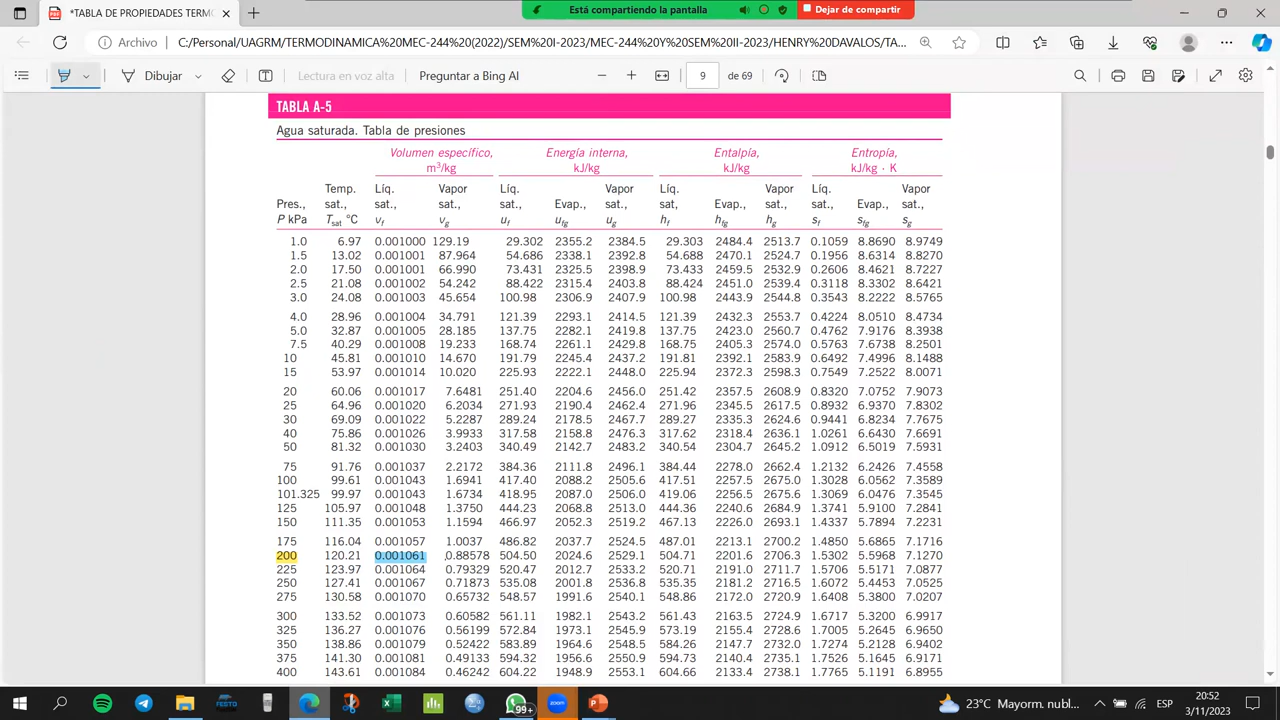 *TABLA DE PROPIEDADES TERMO
Está compartiendo la pantalla
Dejar de compartir
Archivo
C:/Personal/UAGRM/TERMODINAMICA%20MEC-244%20(2022)/SEM%20I-2023/MEC-244%20Y%20SEM%20II-2023/HENRY%20DAVALOS/TA...
Dibujar
Lectura en voz alta
Preguntar a Bing AI
9 de 69
TABLA A-5
Agua saturada. Tabla de presiones
Volumen específico, Energía interna, Entalpía, Entropía,
m³/kg kJ/kg kJ/kg kJ/kg · K
Temp. Líq. Vapor Líq. Vapor Líq. Vapor Líq. Vapor
Pres., sat., sat., sat., sat., Evap., sat., sat, Evap., sat., sat., Evap., sat.,
P kPa Tsat °C vf vg uf ufg ug hf hfg hg sf sfg sg
1.0 6.97 0.001000 129.19 29.302 2355.2 2384.5 29.303 2484.4 2513.7 0.1059 8.8690 8.9749
1.5 13.02 0.001001 87.964 54.686 2338.1 2392.8 54.688 2470.1 2524.7 0.1956 8.6314 8.8270
2.0 17.50 0.001001 66.990 73.431 2325.5 2398.9 73.433 2459.5 2532.9 0.2606 8.4621 8.7227
2.5 21.08 0.001002 54.242 88.422 2315.4 2403.8 88.424 2451.0 2539.4 0.3118 8.3302 8.6421
3.0 24.08 0.001003 45.654 100.98 2306.9 2407.9 100.98 2443.9 2544.8 0.3543 8.2222 8.5765
4.0 28.96 0.001004 34.791 121.39 2293.1 2414.5 121.39 2432.3 2553.7 0.4224 8.0510 8.4734
5.0 32.87 0.001005 28.185 137.75 2282.1 2419.8 137.75 2423.0 2560.7 0.4762 7.9176 8.3938
7.5 40.29 0.001008 19.233 168.74 2261.1 2429.8 168.75 2405.3 2574.0 0.5763 7.6738 8.2501
10 45.81 0.001010 14.670 191.79 2245.4 2437.2 191.81 2392.1 2583.9 0.6492 7.4996 8.1488
15 53.97 0.001014 10.020 225.93 2222.1 2448.0 225.94 2372.3 2598.3 0.7549 7.2522 8.0071
20 60.06 0.001017 7.6481 251.40 2204.6 2456.0 251.42 2357.5 2608.9 0.8320 7.0752 7.9073
25 64.96 0.001020 6.2034 271.93 2190.4 2462.4 271.96 2345.5 2617.5 0.8932 6.9370 7.8302
30 69.09 0.001022 5.2287 289.24 2178.5 2467.7 289.27 2335.3 2624.6 0.9441 6.8234 7.7675
40 75.86 0.001026 3.9933 317.58 2158.8 2476.3 317.62 2318.4 2636.1 1.0261 6.6430 7.6691
50 81.32 0.001030 3.2403 340.49 2142.7 2483.2 340.54 2304.7 2645.2 1.0912 6.5019 7.5931
75 91.76 0.001037 2.2172 384.36 2111.8 2496.1 384.44 2278.0 2662.4 1.2132 6.2426 7.4558
100 99.61 0.001043 1.6941 417.40 2088.2 2505.6 417.51 2257.5 2675.0 1.3028 6.0562 7.3589
101.325 99.97 0.001043 1.6734 418.95 2087.0 2506.0 419.06 2256.5 2675.6 1.3069 6.0476 7.3545
125 105.97 0.001048 1.3750 444.23 2068.8 2513.0 444.36 2240.6 2684.9 1.3741 5.9100 7.2841
150 111.35 0.001053 1.1594 466.97 2052.3 2519.2 467.13 2226.0 2693.1 1.4337 5.7894 7.2231
175 116.04 0.001057 1.0037 486.82 2037.7 2524.5 487.01 2213.1 2700.2 1.4850 5.6865 7.1716
200 120.21 0.001061 0.88578 504.50 2024.6 2529.1 504.71 2201.6 2706.3 1.5302 5.5968 7.1270
225 123.97 0.001064 0.79329 520.47 2012.7 2533.2 520.71 2191.0 2711.7 1.5706 5.5171 7.0877
250 127.41 0.001067 0.71873 535.08 2001.8 2536.8 535.35 2181.2 2716.5 1.6072 5.4453 7.0525
275 130.58 0.001070 0.65732 548.57 1991.6 2540.1 548.86 2172.0 2720.9 1.6408 5.3800 7.0207
300 133.52 0.001073 0.60582 561.11 1982.1 2543.2 561.43 2163.5 2724.9 1.6717 5.3200 6.9917
325 136.27 0.001076 0.56199 572.84 1973.1 2545.9 573.19 2155.4 2728.6 1.7005 5.2645 6.9650
350 138.86 0.001079 0.52422 583.89 1964.6 2548.5 584.26 2147.7 2732.0 1.7274 5.2128 6.9402
375 141.30 0.001081 0.49133 594.32 1956.6 2550.9 594.73 2140.4 2735.1 1.7526 5.1645 6.9171
400 143.61 0.001084 0.46242 604.22 1948.9 2553.1 604.66 2133.4 2738.1 1.7765 5.1191 6.8955
FESTO
99+
zoom
23°C Mayorm. nubl...
ESP
20:52
3/11/2023